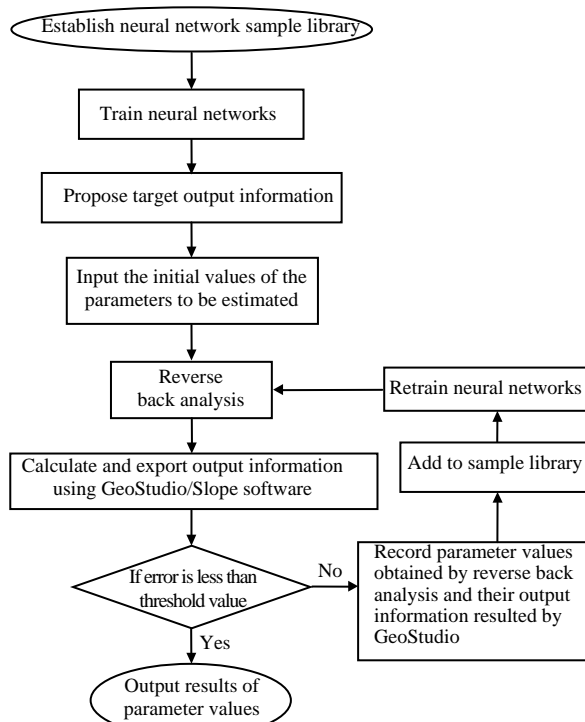 Establish neural network sample library
Train neural networks
Propose target output information
Input the initial values of the
parameters to be estimated
Reverse
back analysis
Retrain neural networks
Calculate and export output information
using GeoStudio/Slope software
Add to sample library
If error is less than
threshold value
No
Record parameter values
obtained by reverse back
analysis and their output
information resulted by
GeoStudio
Yes
Output results of
parameter values